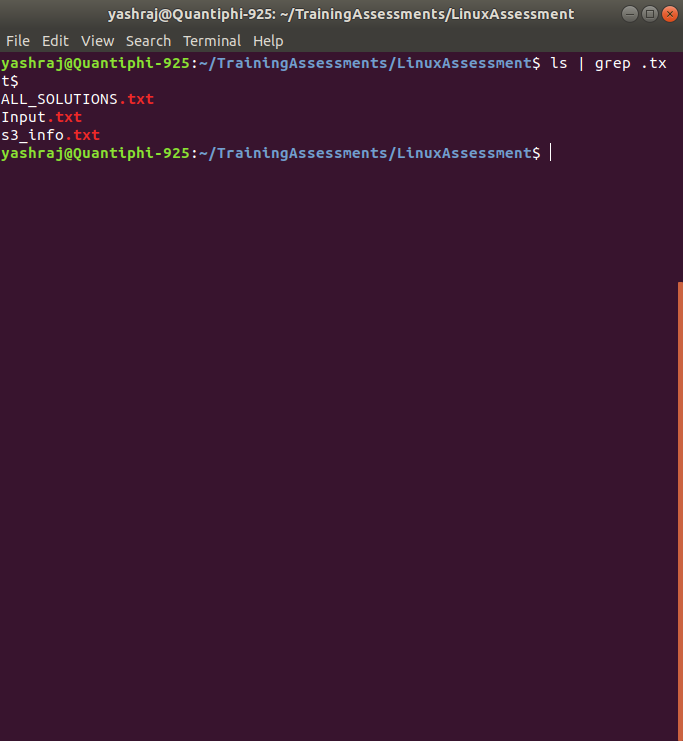 yashraj@Quantiphi-925: ~/TrainingAssessments/LinuxAssessment
File Edit View Search Terminal Help
yashraj@Quantiphi-925:~/TrainingAssessments/LinuxAssessment$ ls | grep .tx
t$
ALL_SOLUTIONS.txt
Input.txt
s3_info.txt
yashraj@Quantiphi-925:~/TrainingAssessments/LinuxAssessment$